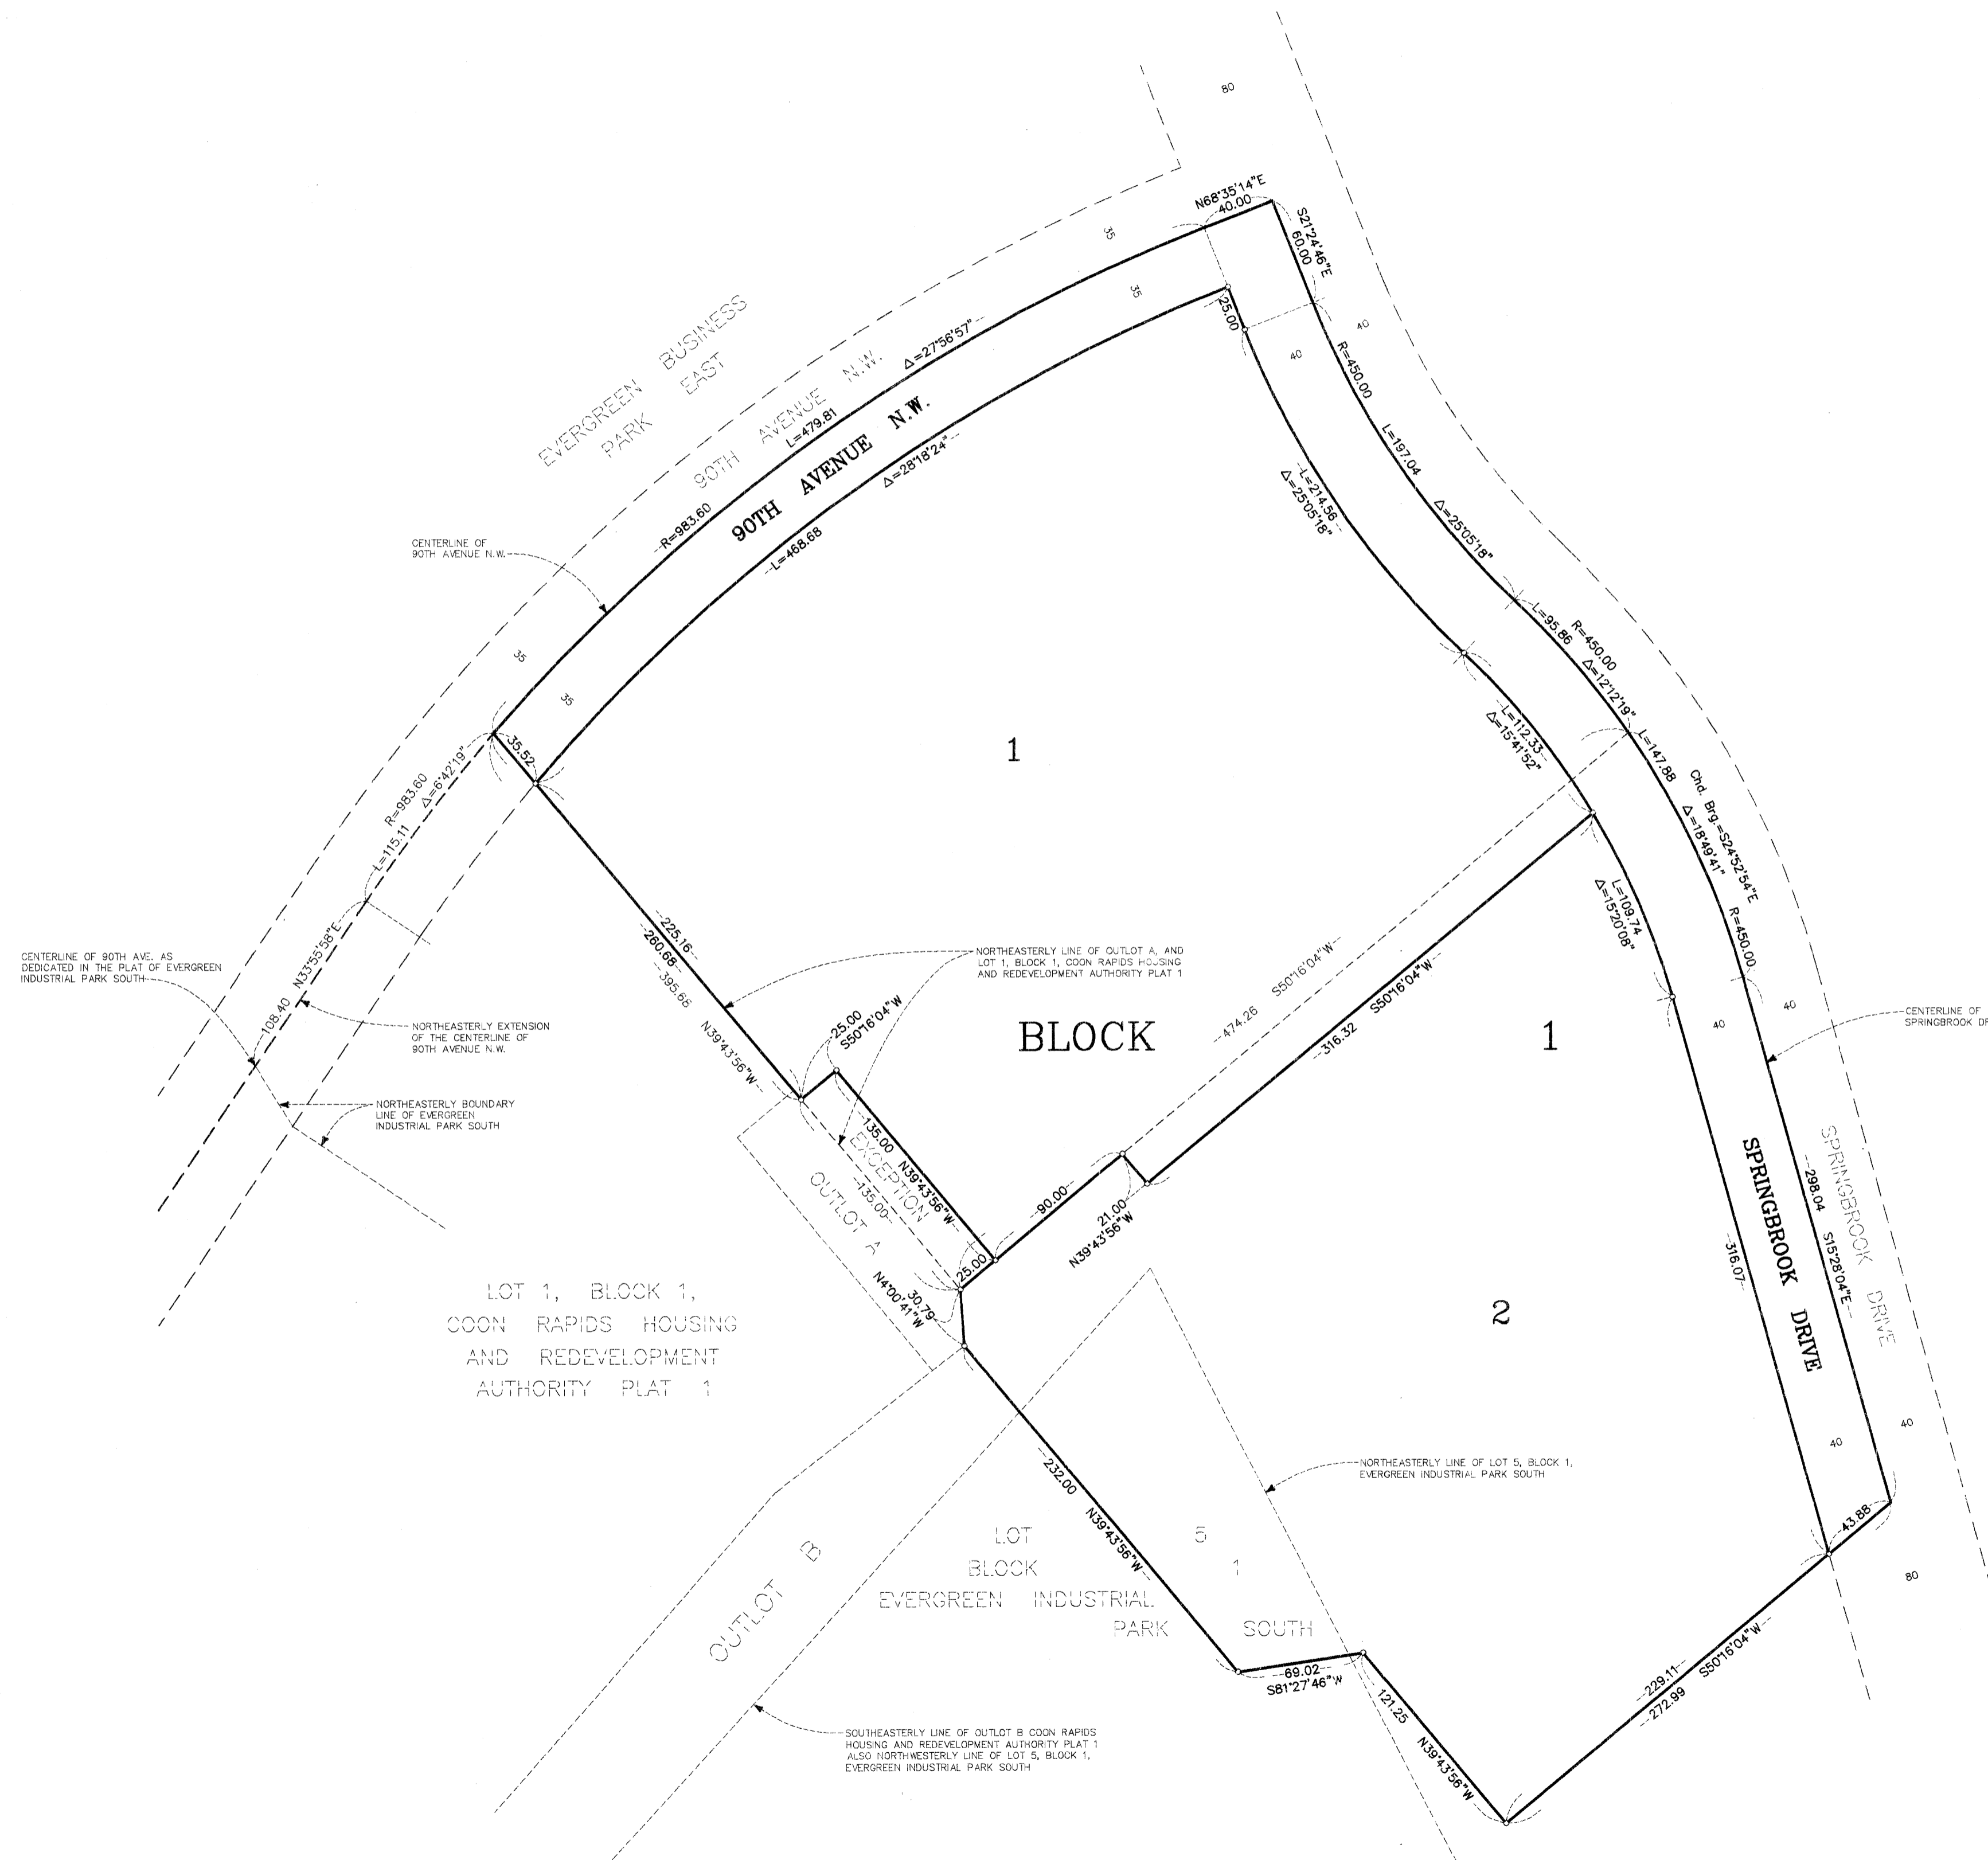 80
N68°35'14"E
40.00
S21°24'46"E
60.00
35
35
25.00
40
40
EVERGREEN BUSINESS
PARK EAST
90TH AVENUE N.W.
Δ=27°56'57"
L=479.81
R=983.60
90TH AVENUE N.W.
Δ=28°18'24"
L=468.68
R=450.00
L=197.04
Δ=25°05'18"
L=214.56
Δ=25°05'18"
CENTERLINE OF
90TH AVENUE N.W.
L=95.86
R=450.00
Δ=12°12'19"
35
35
35.52
1
L=112.33
Δ=15°41'52"
L=147.88
Chd. Brg.=S24°52'54"E
Δ=18°49'41"
R=450.00
R=983.60
Δ=6°42'19"
L=115.11
L=109.74
Δ=15°20'08"
225.16
260.68
395.66
N39°43'56"W
NORTHEASTERLY LINE OF OUTLOT A, AND
LOT 1, BLOCK 1, COON RAPIDS HOUSING
AND REDEVELOPMENT AUTHORITY PLAT 1
474.26 S50°16'04"W
316.32 S50°16'04"W
CENTERLINE OF 90TH AVE. AS
DEDICATED IN THE PLAT OF EVERGREEN
INDUSTRIAL PARK SOUTH
108.40 N33°55'58"E
NORTHEASTERLY EXTENSION
OF THE CENTERLINE OF
90TH AVENUE N.W.
25.00
S50°16'04"W
BLOCK 1
40
40
CENTERLINE OF
SPRINGBROOK
NORTHEASTERLY BOUNDARY
LINE OF EVERGREEN
INDUSTRIAL PARK SOUTH
135.00 N39°43'56"W
EXCEPTION
135.00
OUTLOT A
90.00
21.00
N39°43'56"W
25.00
30.79
N4°00'41"W
SPRINGBROOK DRIVE
298.04 S15°28'04"E
SPRINGBROOK DRIVE
316.07
LOT 1, BLOCK 1,
COON RAPIDS HOUSING
AND REDEVELOPMENT
AUTHORITY PLAT 1
2
40
40
NORTHEASTERLY LINE OF LOT 5, BLOCK 1,
EVERGREEN INDUSTRIAL PARK SOUTH
232.00 N39°43'56"W
43.88
80
LOT 5
BLOCK 1
EVERGREEN INDUSTRIAL
PARK SOUTH
OUTLOT B
69.02
S81°27'46"W
121.25 N39°43'56"W
229.11
272.99 S50°16'04"W
SOUTHEASTERLY LINE OF OUTLOT B COON RAPIDS
HOUSING AND REDEVELOPMENT AUTHORITY PLAT 1
ALSO NORTHWESTERLY LINE OF LOT 5, BLOCK 1,
EVERGREEN INDUSTRIAL PARK SOUTH